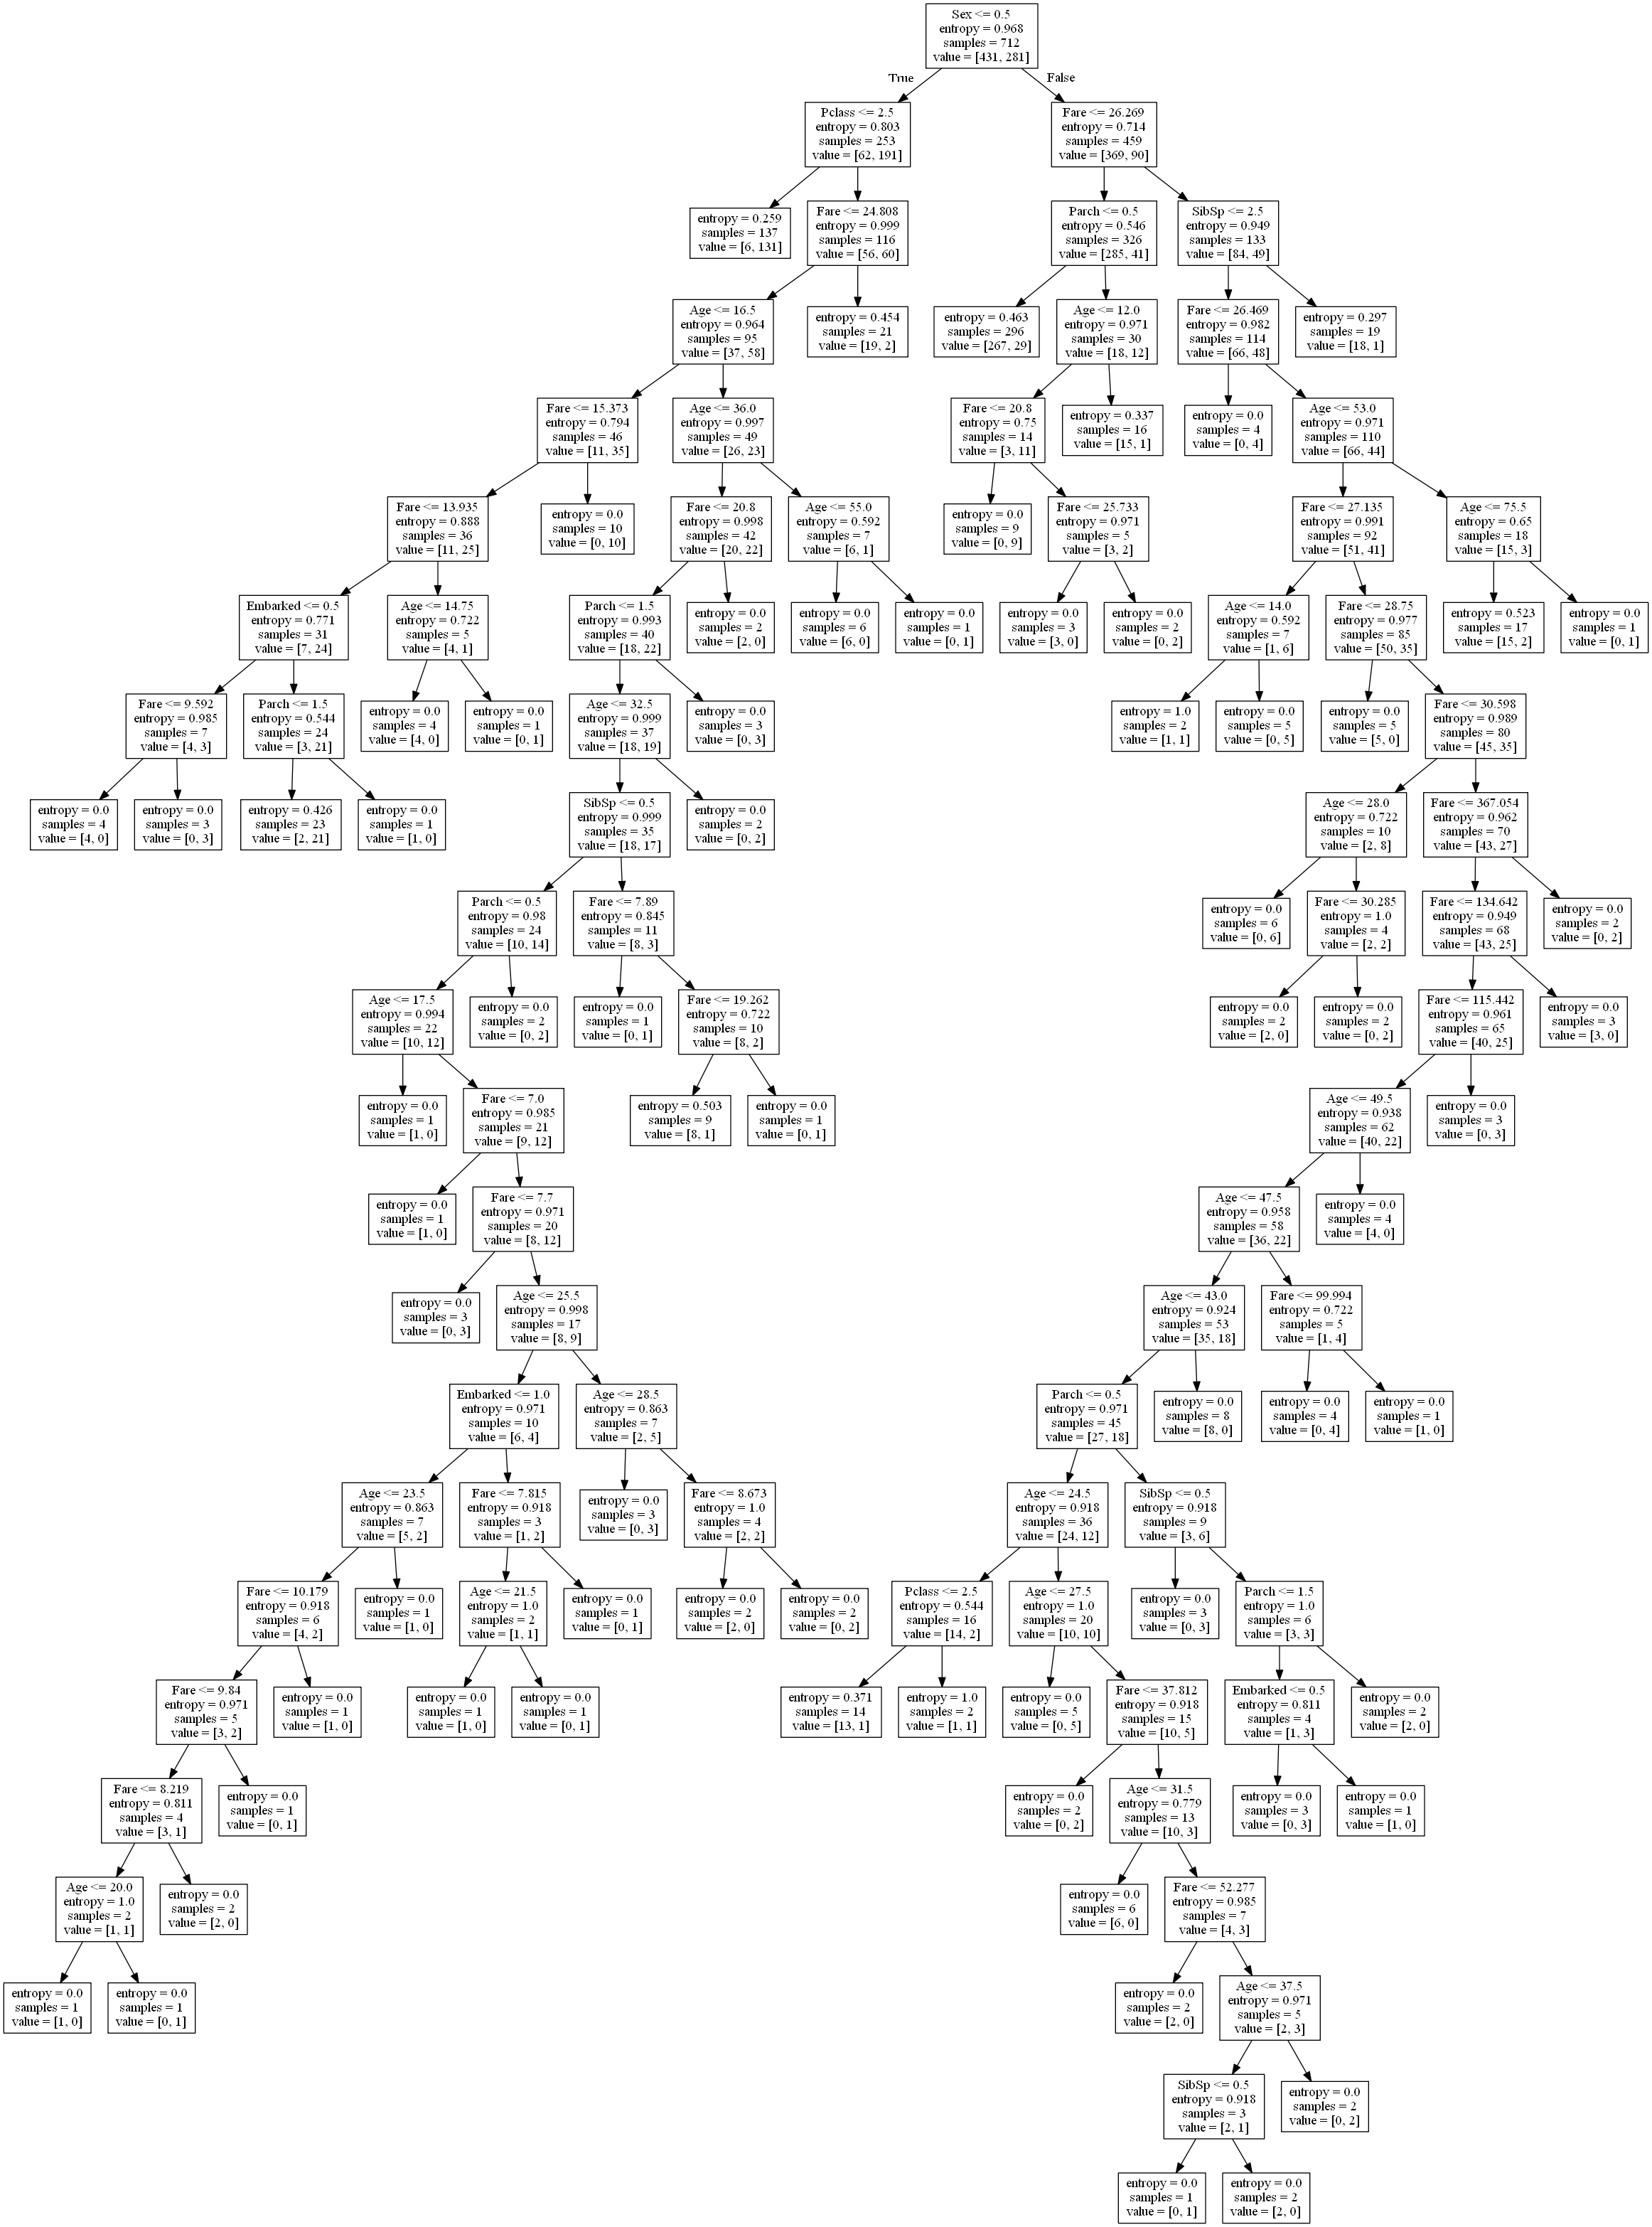 Sex <= 0.5
entropy = 0.968
samples = 712
value = [431, 281]
True
False
Pclass <= 2.5
entropy = 0.803
samples = 253
value = [62, 191]
Fare <= 26.269
entropy = 0.714
samples = 459
value = [369, 90]
entropy = 0.259
samples = 137
value = [6, 131]
Fare <= 24.808
entropy = 0.999
samples = 116
value = [56, 60]
Parch <= 0.5
entropy = 0.546
samples = 326
value = [285, 41]
SibSp <= 2.5
entropy = 0.949
samples = 133
value = [84, 49]
Age <= 16.5
entropy = 0.964
samples = 95
value = [37, 58]
entropy = 0.454
samples = 21
value = [19, 2]
entropy = 0.463
samples = 296
value = [267, 29]
Age <= 12.0
entropy = 0.971
samples = 30
value = [18, 12]
Fare <= 26.469
entropy = 0.982
samples = 114
value = [66, 48]
entropy = 0.297
samples = 19
value = [18, 1]
Fare <= 15.373
entropy = 0.794
samples = 46
value = [11, 35]
Age <= 36.0
entropy = 0.997
samples = 49
value = [26, 23]
Fare <= 20.8
entropy = 0.75
samples = 14
value = [3, 11]
entropy = 0.337
samples = 16
value = [15, 1]
entropy = 0.0
samples = 4
value = [0, 4]
Age <= 53.0
entropy = 0.971
samples = 110
value = [66, 44]
Fare <= 13.935
entropy = 0.888
samples = 36
value = [11, 25]
entropy = 0.0
samples = 10
value = [0, 10]
Fare <= 20.8
entropy = 0.998
samples = 42
value = [20, 22]
Age <= 55.0
entropy = 0.592
samples = 7
value = [6, 1]
entropy = 0.0
samples = 9
value = [0, 9]
Fare <= 25.733
entropy = 0.971
samples = 5
value = [3, 2]
Fare <= 27.135
entropy = 0.991
samples = 92
value = [51, 41]
Age <= 75.5
entropy = 0.65
samples = 18
value = [15, 3]
Embarked <= 0.5
entropy = 0.771
samples = 31
value = [7, 24]
Age <= 14.75
entropy = 0.722
samples = 5
value = [4, 1]
Parch <= 1.5
entropy = 0.993
samples = 40
value = [18, 22]
entropy = 0.0
samples = 2
value = [2, 0]
entropy = 0.0
samples = 6
value = [6, 0]
entropy = 0.0
samples = 1
value = [0, 1]
entropy = 0.0
samples = 3
value = [3, 0]
entropy = 0.0
samples = 2
value = [0, 2]
Age <= 14.0
entropy = 0.592
samples = 7
value = [1, 6]
Fare <= 28.75
entropy = 0.977
samples = 85
value = [50, 35]
entropy = 0.523
samples = 17
value = [15, 2]
entropy = 0.0
samples = 1
value = [0, 1]
Fare <= 9.592
entropy = 0.985
samples = 7
value = [4, 3]
Parch <= 1.5
entropy = 0.544
samples = 24
value = [3, 21]
entropy = 0.0
samples = 4
value = [4, 0]
entropy = 0.0
samples = 1
value = [0, 1]
Age <= 32.5
entropy = 0.999
samples = 37
value = [18, 19]
entropy = 0.0
samples = 3
value = [0, 3]
entropy = 1.0
samples = 2
value = [1, 1]
entropy = 0.0
samples = 5
value = [0, 5]
entropy = 0.0
samples = 5
value = [5, 0]
Fare <= 30.598
entropy = 0.989
samples = 80
value = [45, 35]
entropy = 0.0
samples = 4
value = [4, 0]
entropy = 0.0
samples = 3
value = [0, 3]
entropy = 0.426
samples = 23
value = [2, 21]
entropy = 0.0
samples = 1
value = [1, 0]
SibSp <= 0.5
entropy = 0.999
samples = 35
value = [18, 17]
entropy = 0.0
samples = 2
value = [0, 2]
Age <= 28.0
entropy = 0.722
samples = 10
value = [2, 8]
Fare <= 367.054
entropy = 0.962
samples = 70
value = [43, 27]
Parch <= 0.5
entropy = 0.98
samples = 24
value = [10, 14]
Fare <= 7.89
entropy = 0.845
samples = 11
value = [8, 3]
entropy = 0.0
samples = 6
value = [0, 6]
Fare <= 30.285
entropy = 1.0
samples = 4
value = [2, 2]
Fare <= 134.642
entropy = 0.949
samples = 68
value = [43, 25]
entropy = 0.0
samples = 2
value = [0, 2]
Age <= 17.5
entropy = 0.994
samples = 22
value = [10, 12]
entropy = 0.0
samples = 2
value = [0, 2]
entropy = 0.0
samples = 1
value = [0, 1]
Fare <= 19.262
entropy = 0.722
samples = 10
value = [8, 2]
entropy = 0.0
samples = 2
value = [2, 0]
entropy = 0.0
samples = 2
value = [0, 2]
Fare <= 115.442
entropy = 0.961
samples = 65
value = [40, 25]
entropy = 0.0
samples = 3
value = [3, 0]
entropy = 0.0
samples = 1
value = [1, 0]
Fare <= 7.0
entropy = 0.985
samples = 21
value = [9, 12]
entropy = 0.503
samples = 9
value = [8, 1]
entropy = 0.0
samples = 1
value = [0, 1]
Age <= 49.5
entropy = 0.938
samples = 62
value = [40, 22]
entropy = 0.0
samples = 3
value = [0, 3]
entropy = 0.0
samples = 1
value = [1, 0]
Fare <= 7.7
entropy = 0.971
samples = 20
value = [8, 12]
Age <= 47.5
entropy = 0.958
samples = 58
value = [36, 22]
entropy = 0.0
samples = 4
value = [4, 0]
entropy = 0.0
samples = 3
value = [0, 3]
Age <= 25.5
entropy = 0.998
samples = 17
value = [8, 9]
Age <= 43.0
entropy = 0.924
samples = 53
value = [35, 18]
Fare <= 99.994
entropy = 0.722
samples = 5
value = [1, 4]
Embarked <= 1.0
entropy = 0.971
samples = 10
value = [6, 4]
Age <= 28.5
entropy = 0.863
samples = 7
value = [2, 5]
Parch <= 0.5
entropy = 0.971
samples = 45
value = [27, 18]
entropy = 0.0
samples = 8
value = [8, 0]
entropy = 0.0
samples = 4
value = [0, 4]
entropy = 0.0
samples = 1
value = [1, 0]
Age <= 23.5
entropy = 0.863
samples = 7
value = [5, 2]
Fare <= 7.815
entropy = 0.918
samples = 3
value = [1, 2]
entropy = 0.0
samples = 3
value = [0, 3]
Fare <= 8.673
entropy = 1.0
samples = 4
value = [2, 2]
Age <= 24.5
entropy = 0.918
samples = 36
value = [24, 12]
SibSp <= 0.5
entropy = 0.918
samples = 9
value = [3, 6]
Fare <= 10.179
entropy = 0.918
samples = 6
value = [4, 2]
entropy = 0.0
samples = 1
value = [1, 0]
Age <= 21.5
entropy = 1.0
samples = 2
value = [1, 1]
entropy = 0.0
samples = 1
value = [0, 1]
entropy = 0.0
samples = 2
value = [2, 0]
entropy = 0.0
samples = 2
value = [0, 2]
Pclass <= 2.5
entropy = 0.544
samples = 16
value = [14, 2]
Age <= 27.5
entropy = 1.0
samples = 20
value = [10, 10]
entropy = 0.0
samples = 3
value = [0, 3]
Parch <= 1.5
entropy = 1.0
samples = 6
value = [3, 3]
Fare <= 9.84
entropy = 0.971
samples = 5
value = [3, 2]
entropy = 0.0
samples = 1
value = [1, 0]
entropy = 0.0
samples = 1
value = [1, 0]
entropy = 0.0
samples = 1
value = [0, 1]
entropy = 0.371
samples = 14
value = [13, 1]
entropy = 1.0
samples = 2
value = [1, 1]
entropy = 0.0
samples = 5
value = [0, 5]
Fare <= 37.812
entropy = 0.918
samples = 15
value = [10, 5]
Embarked <= 0.5
entropy = 0.811
samples = 4
value = [1, 3]
entropy = 0.0
samples = 2
value = [2, 0]
Fare <= 8.219
entropy = 0.811
samples = 4
value = [3, 1]
entropy = 0.0
samples = 1
value = [0, 1]
entropy = 0.0
samples = 2
value = [0, 2]
Age <= 31.5
entropy = 0.779
samples = 13
value = [10, 3]
entropy = 0.0
samples = 3
value = [0, 3]
entropy = 0.0
samples = 1
value = [1, 0]
Age <= 20.0
entropy = 1.0
samples = 2
value = [1, 1]
entropy = 0.0
samples = 2
value = [2, 0]
entropy = 0.0
samples = 6
value = [6, 0]
Fare <= 52.277
entropy = 0.985
samples = 7
value = [4, 3]
entropy = 0.0
samples = 1
value = [1, 0]
entropy = 0.0
samples = 1
value = [0, 1]
entropy = 0.0
samples = 2
value = [2, 0]
Age <= 37.5
entropy = 0.971
samples = 5
value = [2, 3]
SibSp <= 0.5
entropy = 0.918
samples = 3
value = [2, 1]
entropy = 0.0
samples = 2
value = [0, 2]
entropy = 0.0
samples = 1
value = [0, 1]
entropy = 0.0
samples = 2
value = [2, 0]